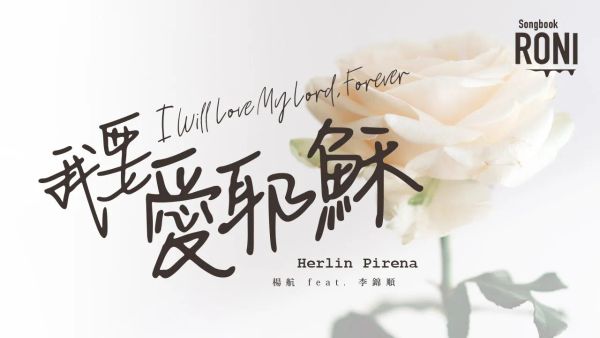 Songbook
RONI
I Will Love My Lord, Forever
我要愛耶穌
Herlin Pirena
楊航 feat. 李錦順